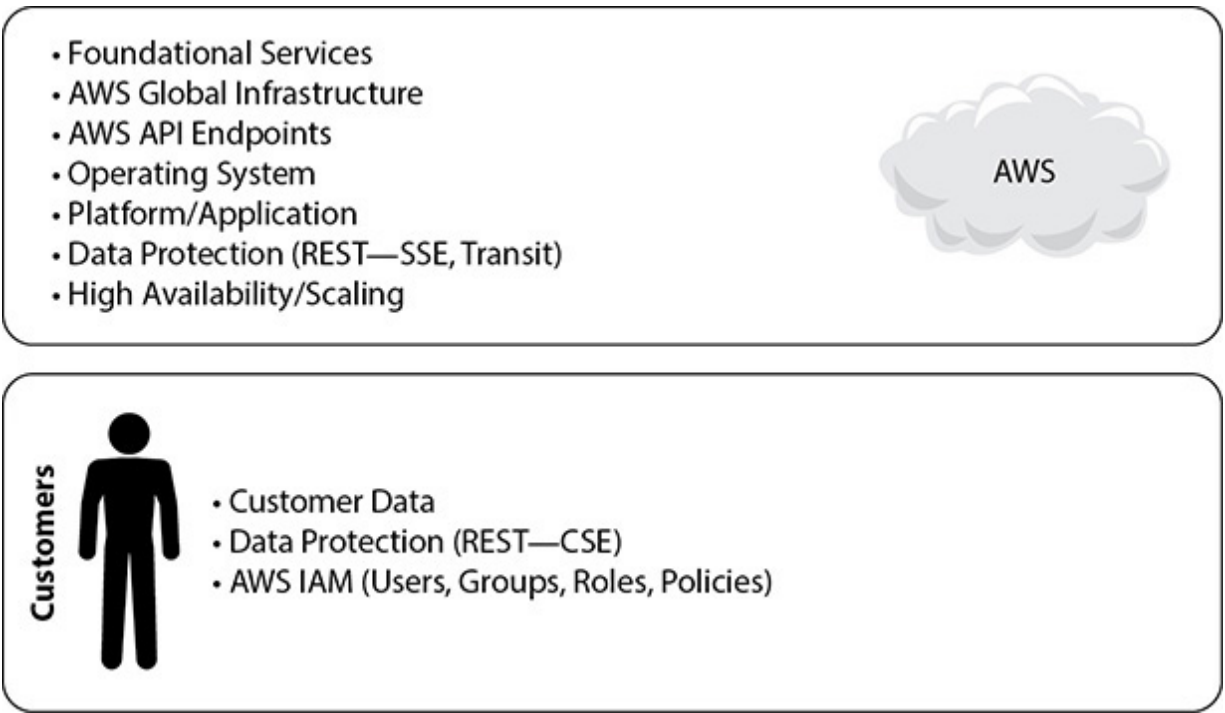 • Foundational Services
• AWS Global Infrastructure
• AWS API Endpoints
• Operating System
• Platform/Application
• Data Protection (REST—SSE, Transit)
• High Availability/Scaling
AWS
Customers
• Customer Data
• Data Protection (REST—CSE)
• AWS IAM (Users, Groups, Roles, Policies)